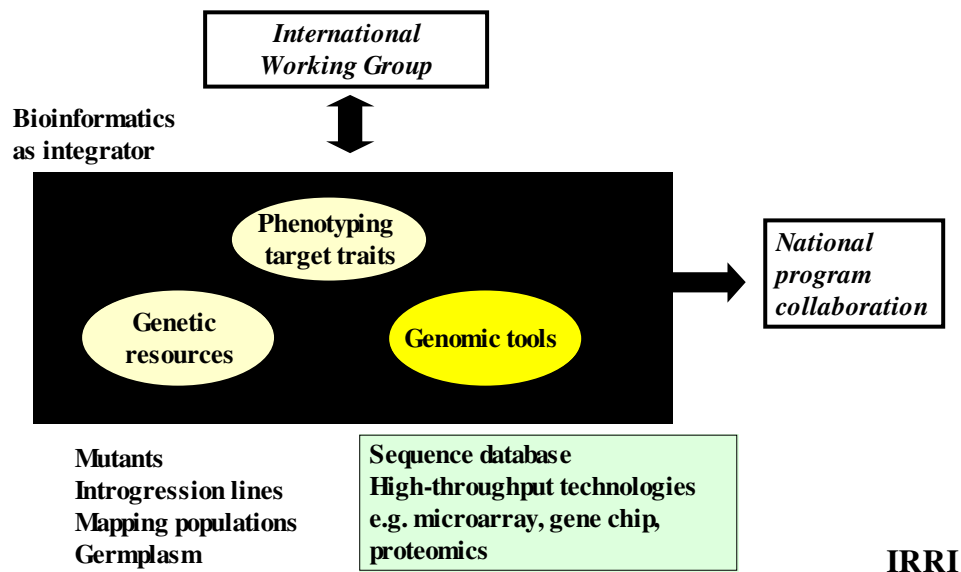 International
Working Group
Bioinformatics
as integrator
Phenotyping
target traits
National
program
collaboration
Genetic
resources
Genomic tools
Mutants
Introgression lines
Mapping populations
Germplasm
Sequence database
High-throughput technologies
e.g. microarray, gene chip,
proteomics
IRRI